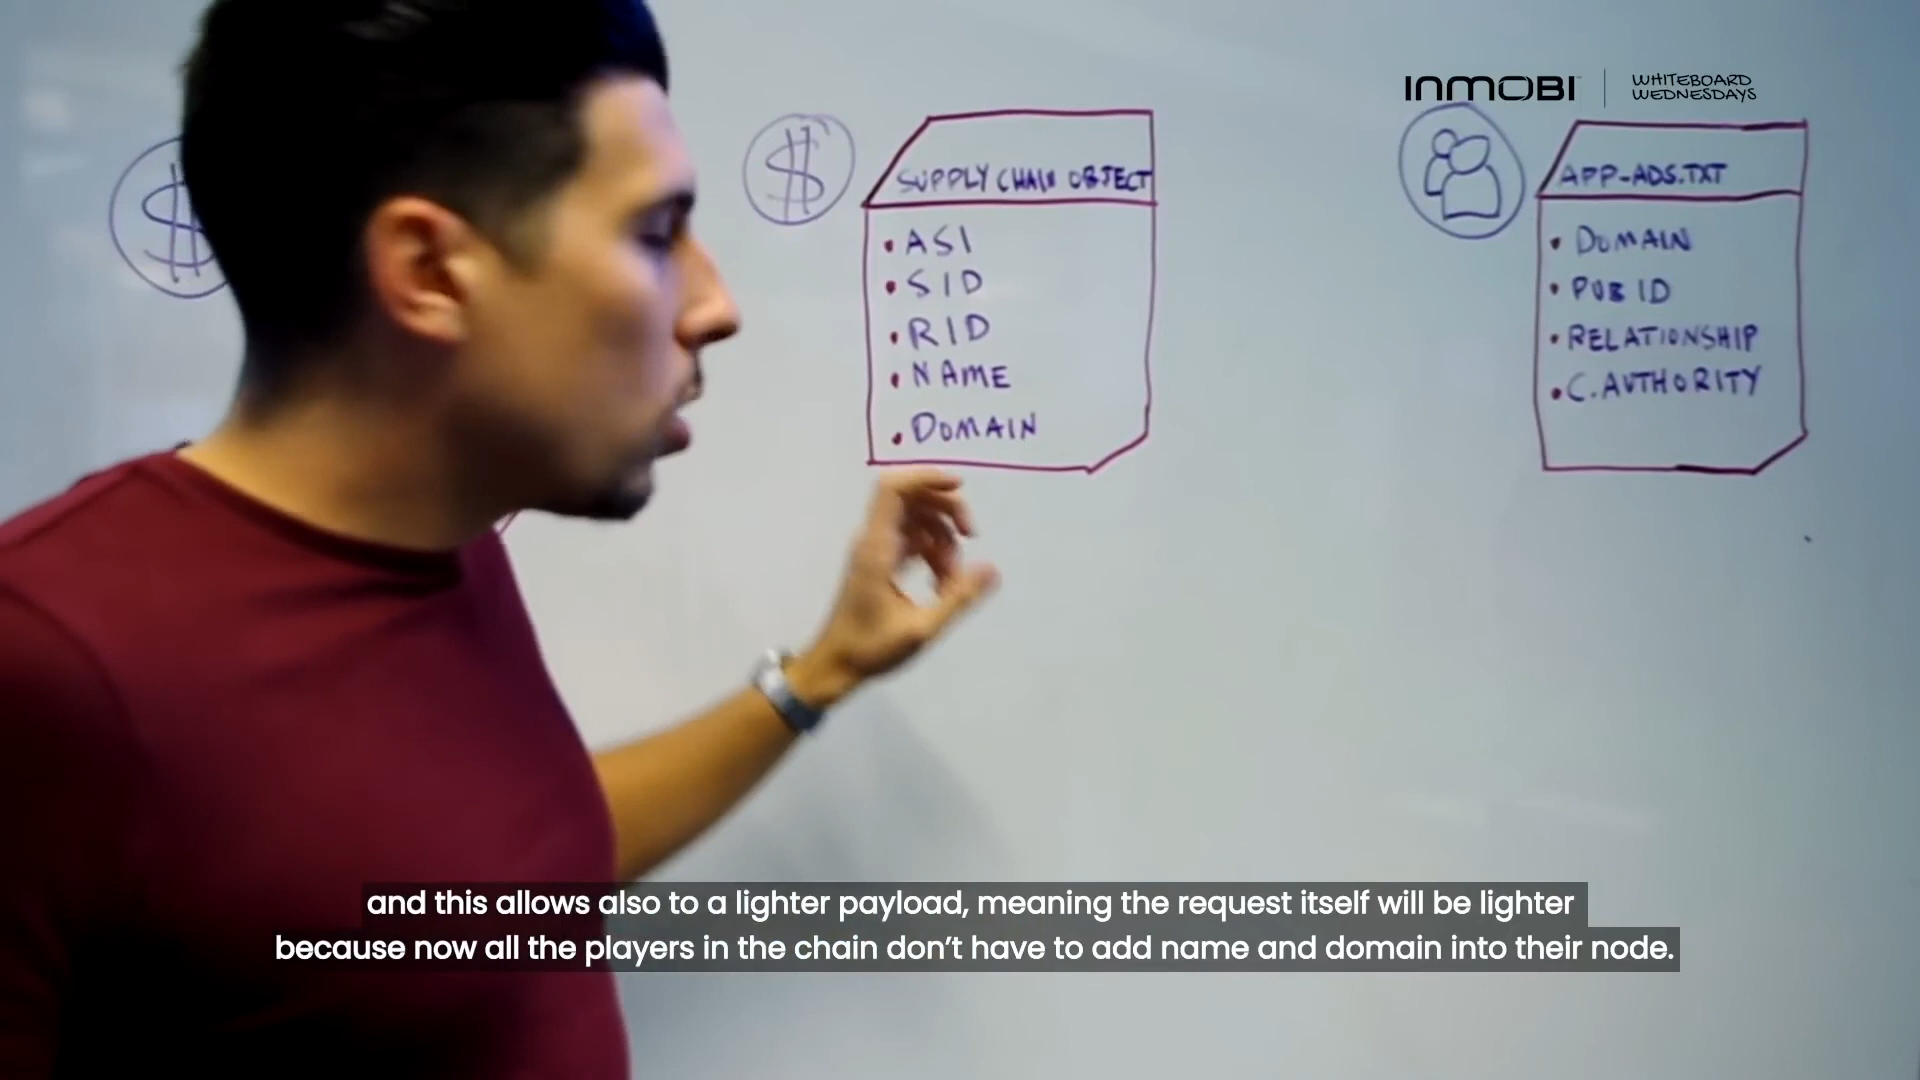 INMOBI
WHITEBOARD
WEDNESDAYS
$
$
SUPPLY CHAIN OBJECT
• ASI
• SID
• RID
• NAME
• DOMAIN
APP-ADS.TXT
• DOMAIN
• PUB ID
• RELATIONSHIP
• C. AUTHORITY
and this allows also to a lighter payload, meaning the request itself will be lighter
because now all the players in the chain don’t have to add name and domain into their node.